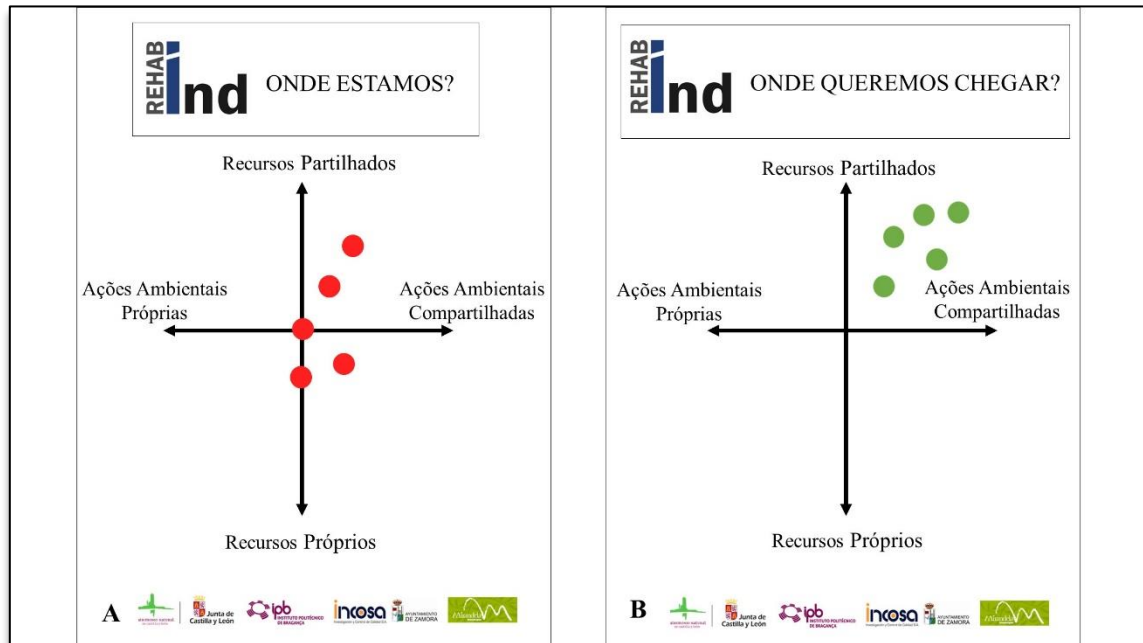 REHAB
ind
ONDE ESTAMOS?
Recursos Partilhados
Ações Ambientais
Próprias
Ações Ambientais
Compartilhadas
Recursos Próprios
A
Junta de
Castilla y León
ipb
INSTITUTO POLITÉCNICO
DE BRAGANÇA
incosa
AYUNTAMIENTO
DE ZAMORA
REHAB
ind
ONDE QUEREMOS CHEGAR?
Recursos Partilhados
Ações Ambientais
Próprias
Ações Ambientais
Compartilhadas
Recursos Próprios
B
Junta de
Castilla y León
ipb
INSTITUTO POLITÉCNICO
DE BRAGANÇA
incosa
AYUNTAMIENTO
DE ZAMORA